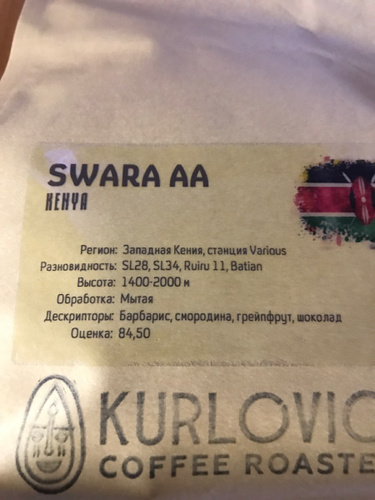 SWARA AA
KENYA
Регион: Западная Кения, станция Various
Разновидность: SL28, SL34, Ruiru 11, Batian
Высота: 1400-2000 м
Обработка: Мытая
Дескрипторы: Барбарис, смородина, грейпфрут, шоколад
Оценка: 84,50
KURLOVIC
COFFEE ROASTE